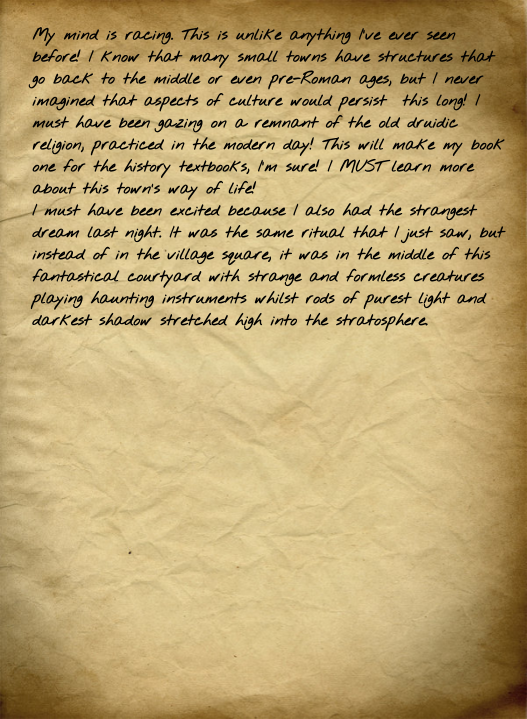 My mind is racing. This is unlike anything I've ever seen
before! I know that many small towns have structures that
go back to the middle or even pre-Roman ages, but I never
imagined that aspects of culture would persist this long! I
must have been gazing on a remnant of the old druidic
religion, practiced in the modern day! This will make my book
one for the history textbooks, I'm sure! I MUST learn more
about this town's way of life!
I must have been excited because I also had the strangest
dream last night. It was the same ritual that I just saw, but
instead of in the village square, it was in the middle of this
fantastical courtyard with strange and formless creatures
playing haunting instruments whilst rods of purest light and
darkest shadow stretched high into the stratosphere.